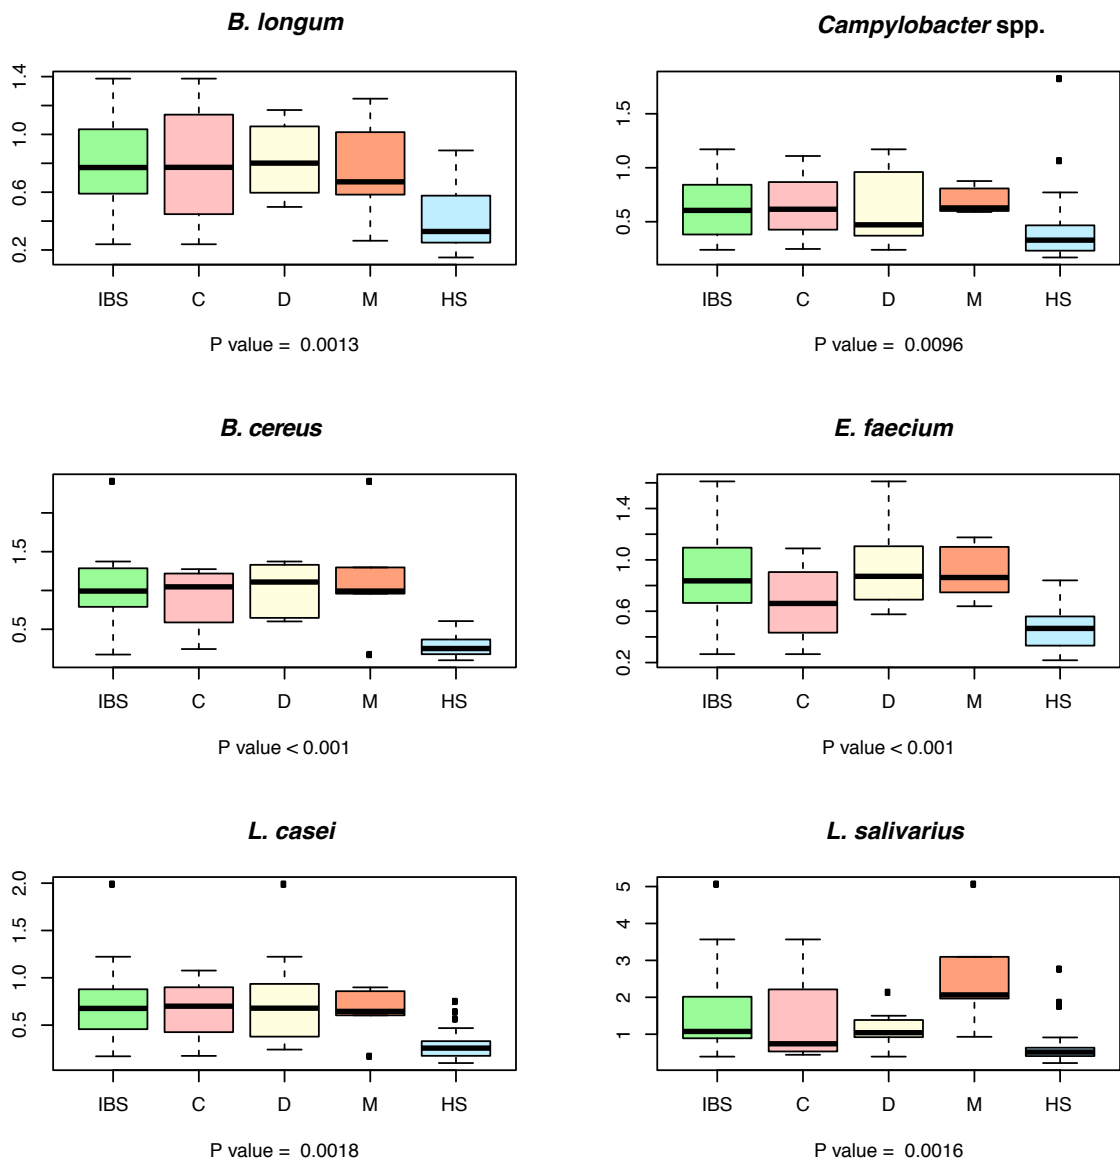 B. longum
1.4
1.0
0.6
0.2
IBS C D M HS
P value = 0.0013
Campylobacter spp.
1.5
1.0
0.5
IBS C D M HS
P value = 0.0096
B. cereus
1.5
0.5
IBS C D M HS
P value < 0.001
E. faecium
1.4
1.0
0.6
0.2
IBS C D M HS
P value < 0.001
L. casei
2.0
1.5
1.0
0.5
IBS C D M HS
P value = 0.0018
L. salivarius
5
4
3
2
1
IBS C D M HS
P value = 0.0016